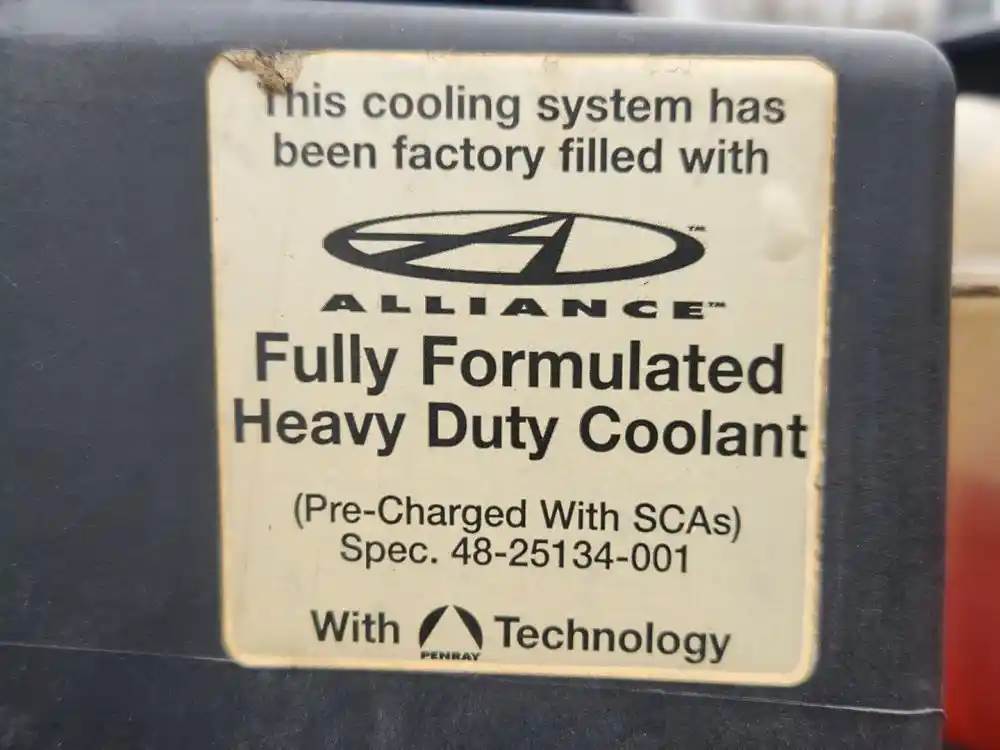 This cooling system has
been factory filled with
ALLIANCE™
Fully Formulated
Heavy Duty Coolant
(Pre-Charged With SCAs)
Spec. 48-25134-001
With PENRAY Technology